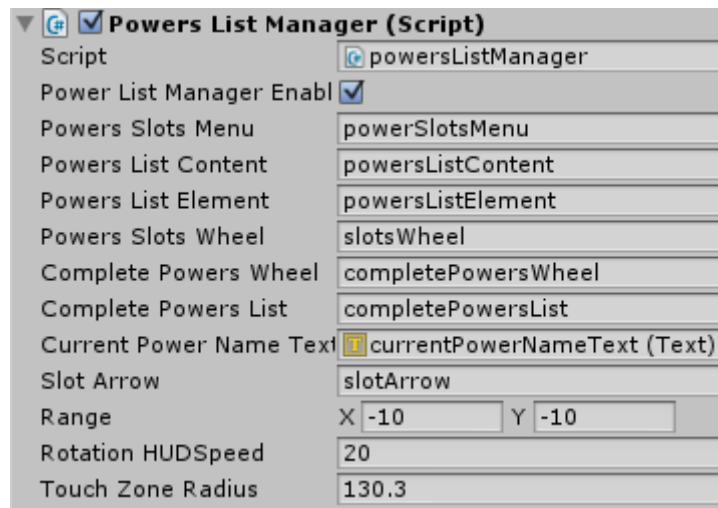 Powers List Manager (Script)
Script powersListManager
Power List Manager Enabl
Powers Slots Menu powerSlotsMenu
Powers List Content powersListContent
Powers List Element powersListElement
Powers Slots Wheel slotsWheel
Complete Powers Wheel completePowersWheel
Complete Powers List completePowersList
Current Power Name Text currentPowerNameText (Text)
Slot Arrow slotArrow
Range X -10 Y -10
Rotation HUDSpeed 20
Touch Zone Radius 130.3